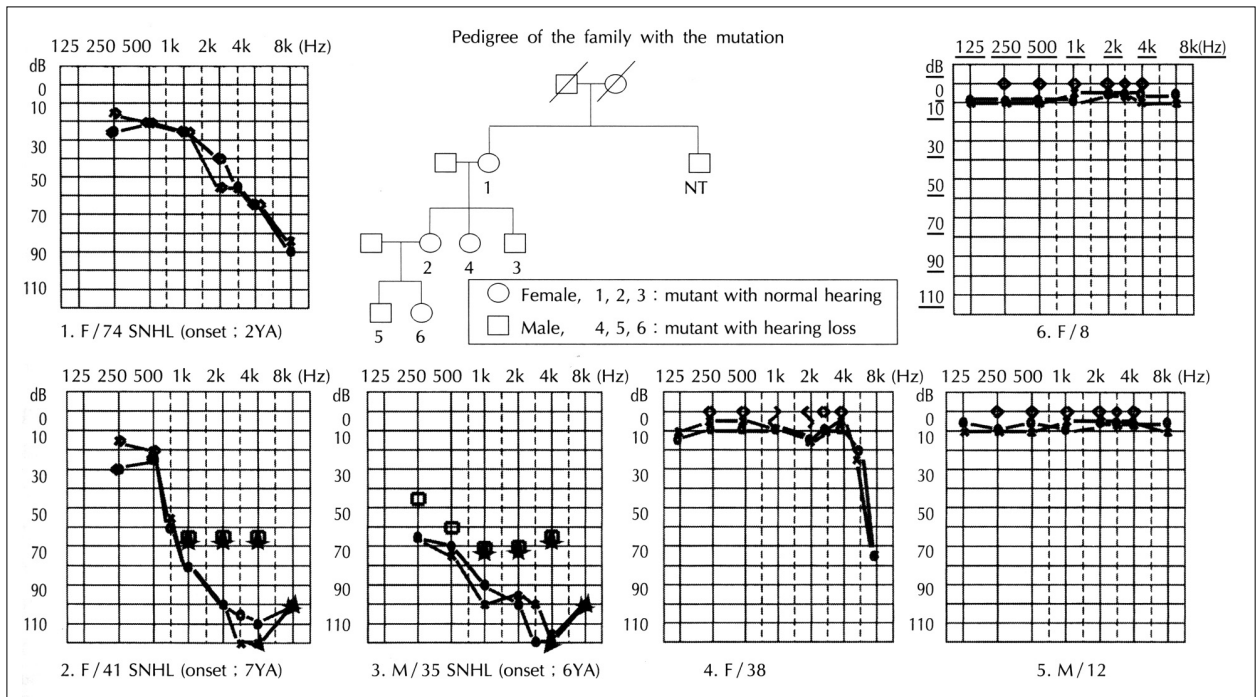 125 250 500 1k 2k 4k 8k (Hz)
dB
0
10
30
50
70
90
110
1. F/74 SNHL (onset ; 2YA)
Pedigree of the family with the mutation
1
NT
2
4
3
5
6
Female, 1, 2, 3 : mutant with normal hearing
Male, 4, 5, 6 : mutant with hearing loss
125 250 500 1k 2k 4k 8k(Hz)
dB
0
10
30
50
70
90
110
6. F/8
125 250 500 1k 2k 4k 8k (Hz)
dB
0
10
30
50
70
90
110
2. F/41 SNHL (onset ; 7YA)
125 250 500 1k 2k 4k 8k (Hz)
dB
0
10
30
50
70
90
110
3. M/35 SNHL (onset ; 6YA)
125 250 500 1k 2k 4k 8k (Hz)
dB
0
10
30
50
70
90
110
4. F/38
125 250 500 1k 2k 4k 8k (Hz)
dB
0
10
30
50
70
90
110
5. M/12